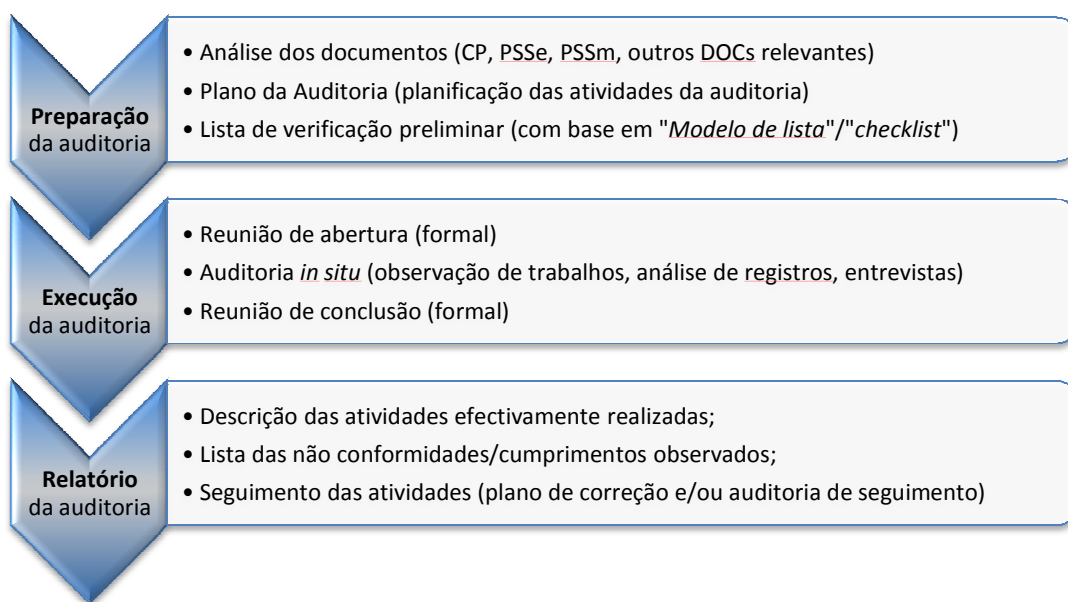 Preparação
da auditoria
• Análise dos documentos (CP, PSSe, PSSm, outros DOCs relevantes)
• Plano da Auditoria (planificação das atividades da auditoria)
• Lista de verificação preliminar (com base em "Modelo de lista"/"checklist")
Execução
da auditoria
• Reunião de abertura (formal)
• Auditoria in situ (observação de trabalhos, análise de registros, entrevistas)
• Reunião de conclusão (formal)
Relatório
da auditoria
• Descrição das atividades efectivamente realizadas;
• Lista das não conformidades/cumprimentos observados;
• Seguimento das atividades (plano de correção e/ou auditoria de seguimento)